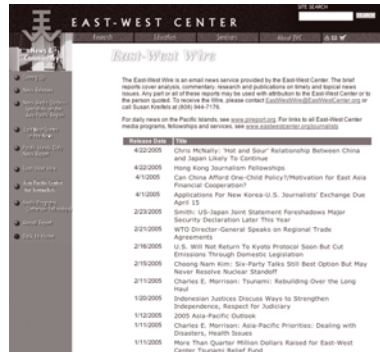 SITE SEARCH
EAST-WEST CENTER
Research Education Seminars About EWC
News &
East-West Wire
The East-West Wire is an email news service provided by the East-West Center. The brief
reports cover analysis, commentary, research and publications on timely and topical news
issues. Any part or all of these reports may be used with attribution to the East-West Center or to
the person quoted. To receive the Wire, please contact EastWestWire@EastWestCenter.org or
call Susan Kreifels at (808) 944-7176.
For daily news on the Pacific Islands, see www.pireport.org. For links to all East-West Center
media programs, fellowships and services, see www.eastwestcenter.org/journalists
Release Date Title
4/22/2005 Chris McNally: 'Hot and Sour' Relationship Between China
and Japan Likely To Continue
4/22/2005 Hong Kong Journalism Fellowships
4/1/2005 Can China Afford One-Child Policy?/Motivation for East Asia
Financial Cooperation?
4/1/2005 Applications For New Korea-U.S. Journalists' Exchange Due
April 15
2/23/2005 Smith: US-Japan Joint Statement Foreshadows Major
Security Declaration Later This Year
2/21/2005 WTO Director-General Speaks on Regional Trade
Agreements
2/16/2005 U.S. Will Not Return To Kyoto Protocol Soon But Cut
Emissions Through Domestic Legislation
2/15/2005 Choong Nam Kim: Six-Party Talks Still Best Option But May
Never Resolve Nuclear Standoff
2/11/2005 Charles E. Morrison: Tsunami: Rebuilding Over the Long
Haul
1/20/2005 Indonesian Justices Discuss Ways to Strengthen
Independence, Respect for Judiciary
1/12/2005 2005 Asia-Pacific Outlook
1/11/2005 Charles E. Morrison: Asia-Pacific Priorities: Dealing with
Disasters, Health Issues
1/11/2005 More Than Quarter Million Dollars Raised for East-West
Center Tsunami Relief Fund